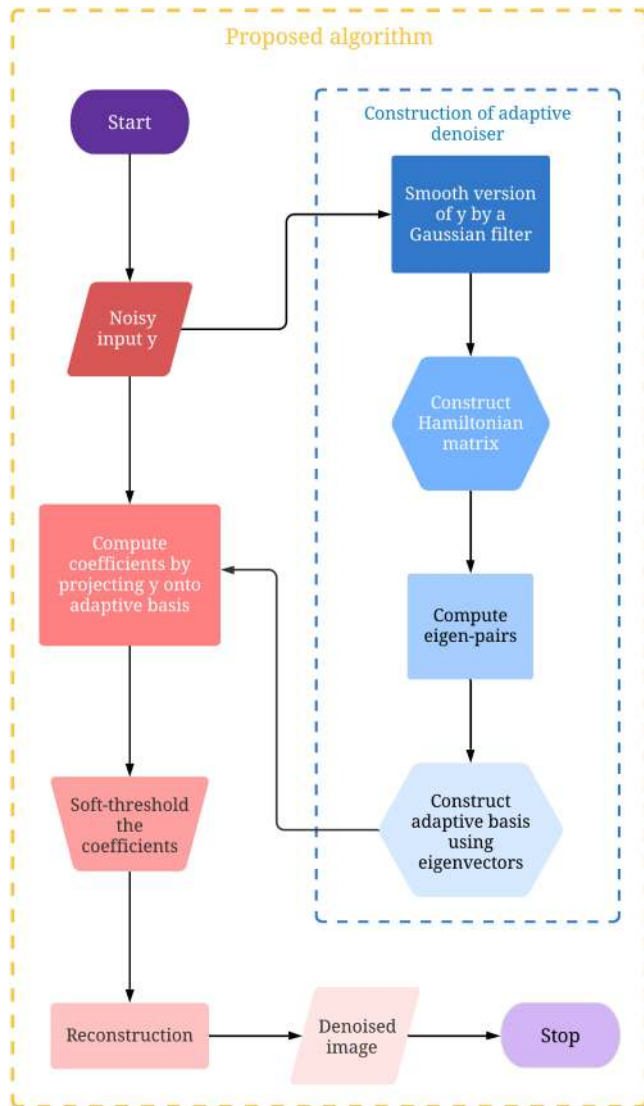 Proposed algorithm
Start
Construction of adaptive
denoiser
Smooth version
of y by a
Gaussian filter
Noisy
input y
Construct
Hamiltonian
matrix
Compute
coefficients by
projecting y onto
adaptive basis
Compute
eigen-pairs
Soft-threshold
the
coefficients
Construct
adaptive basis
using
eigenvectors
Reconstruction
Denoised
image
Stop